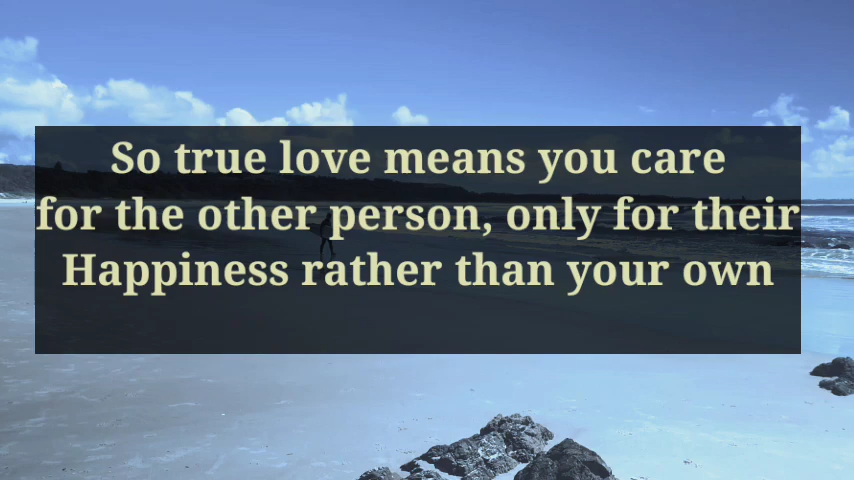 So true love means you care
for the other person, only for their
Happiness rather than your own